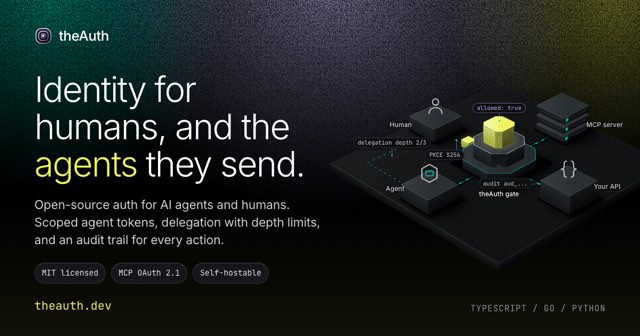 theAuth
Identity for
humans, and the
agents they send.
Open-source auth for AI agents and humans.
Scoped agent tokens, delegation with depth limits,
and an audit trail for every action.
MIT licensed
MCP OAuth 2.1
Self-hostable
theauth.dev
allowed: true
Human
MCP server
delegation depth 2/3
PKCE S256
{}
Agent
audit aud_...
Your API
theAuth gate
TYPESCRIPT / GO / PYTHON